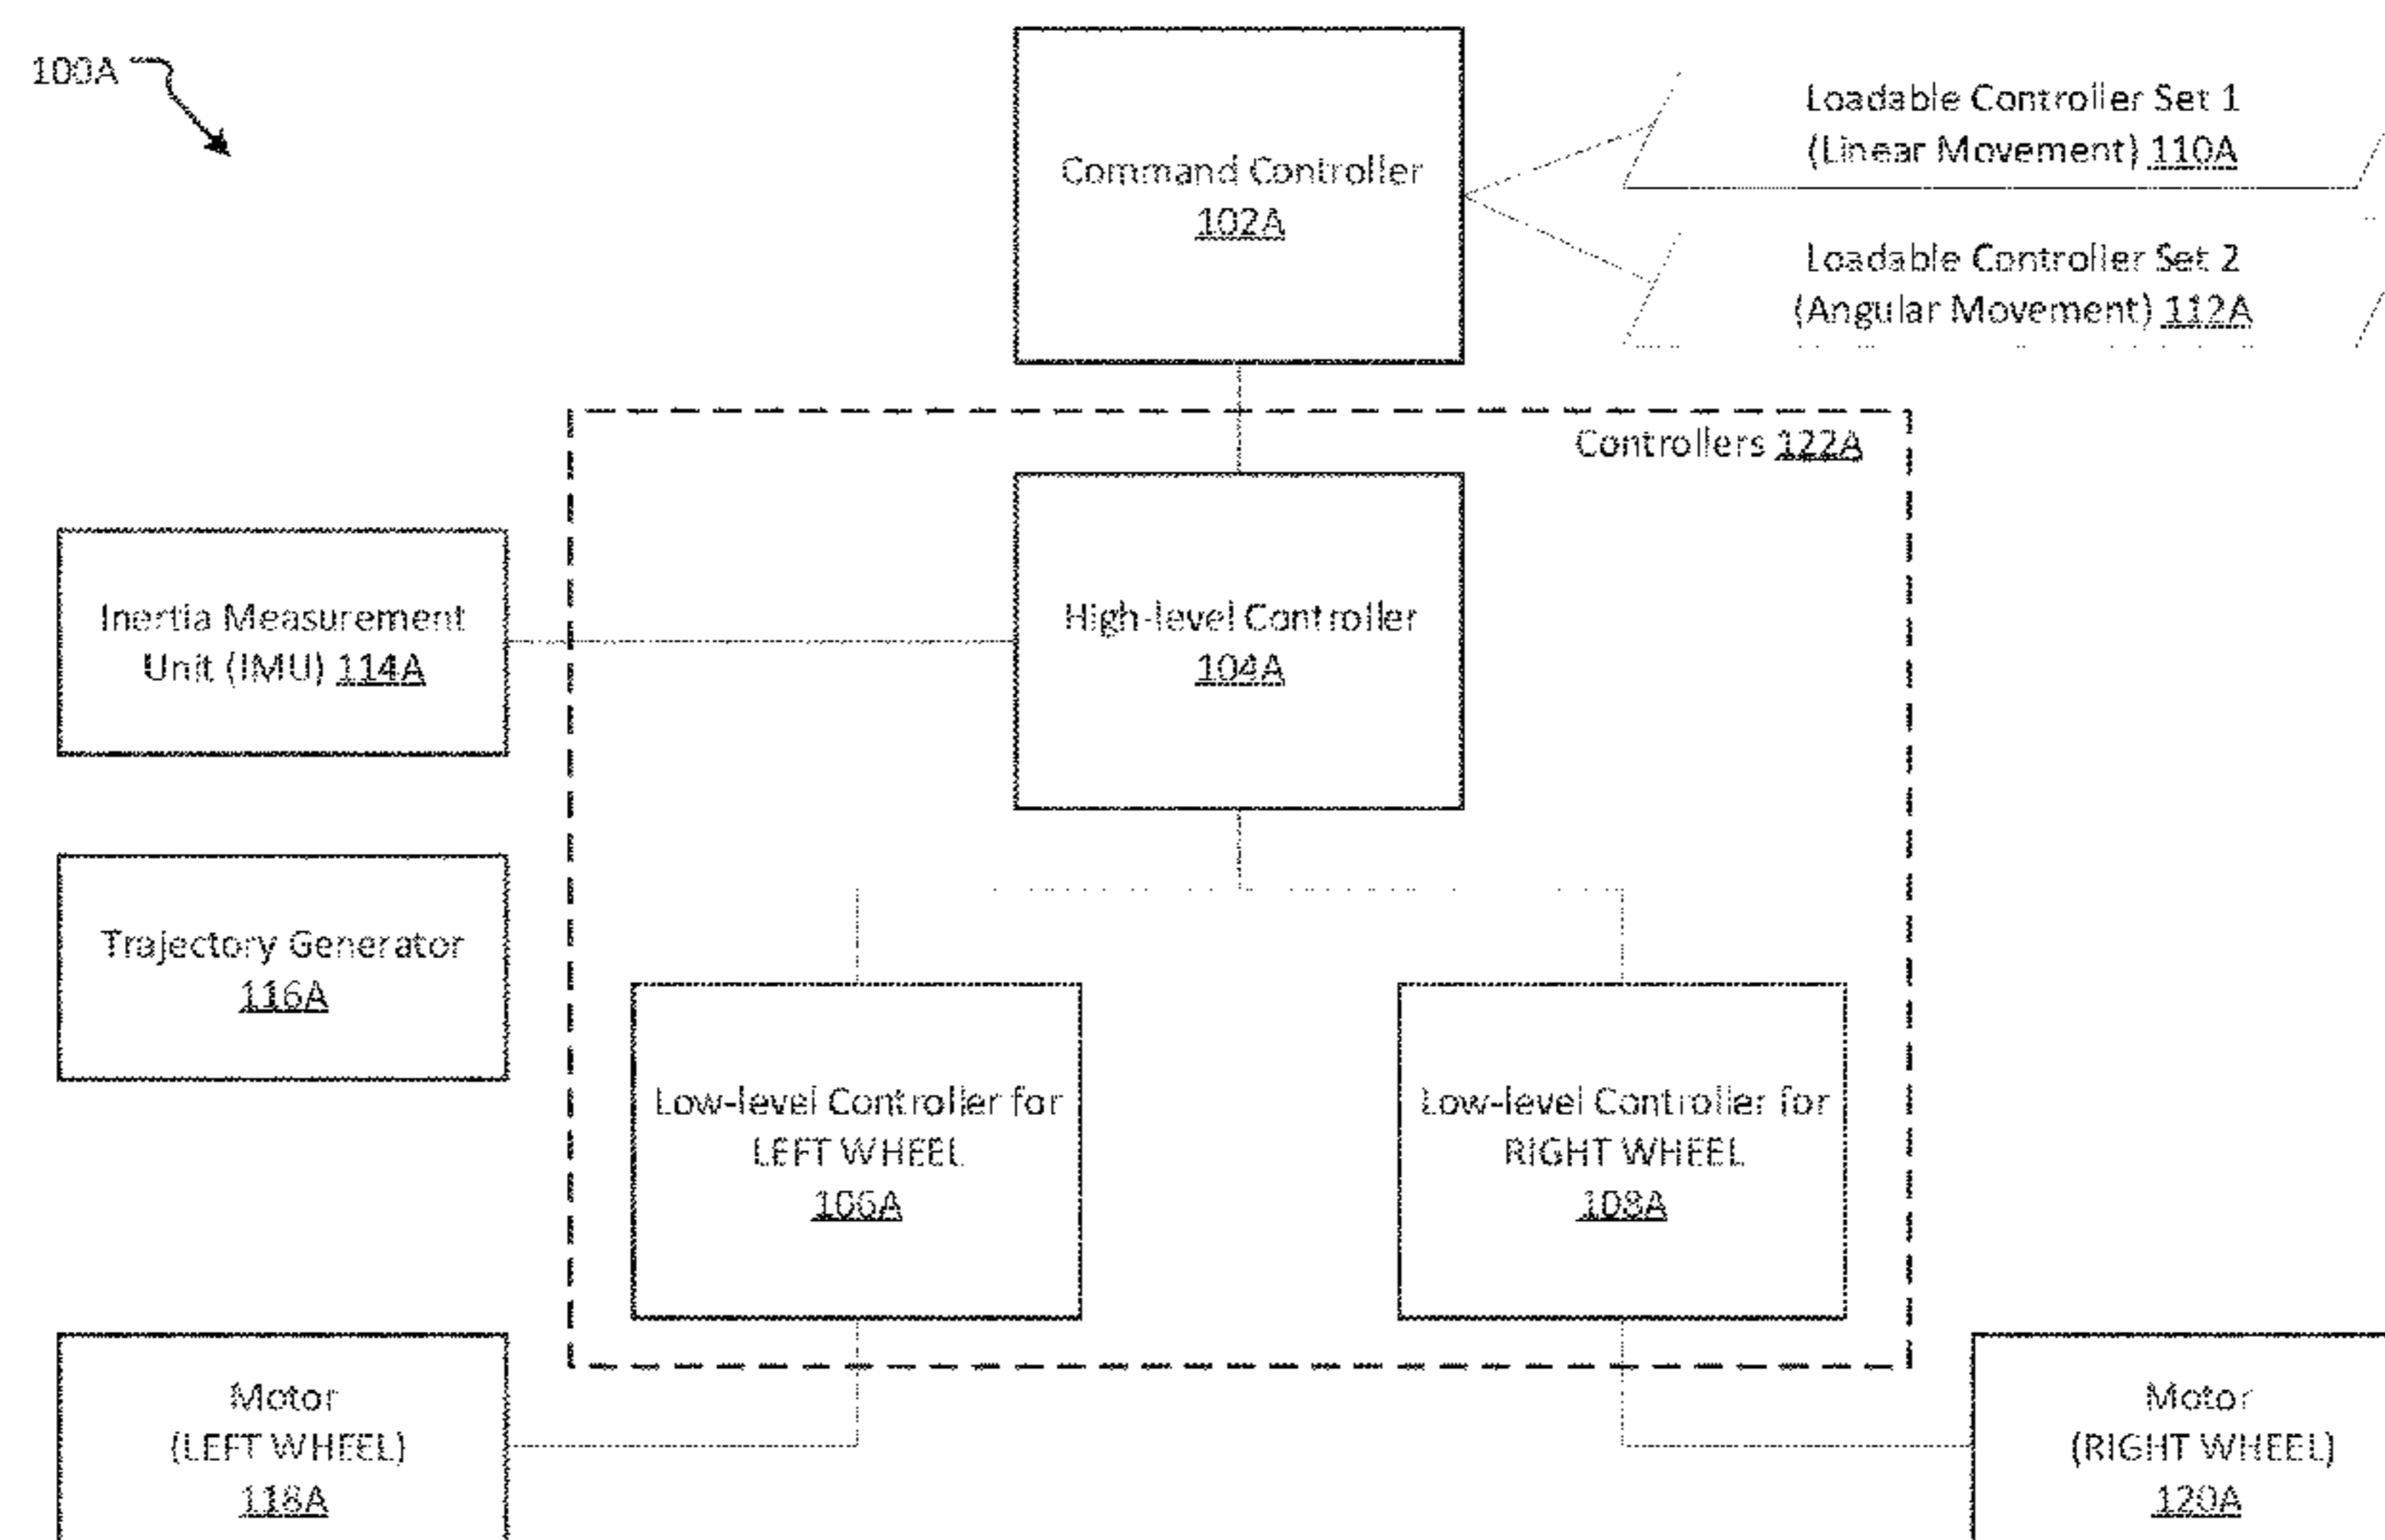 100A
Command Controller
102A
Loadable Controller Set 1
(Linear Movement) 110A
Loadable Controller Set 2
(Angular Movement) 112A
Controllers 122A
Inertia Measurement
Unit (IMU) 114A
High-level Controller
104A
Trajectory Generator
116A
Low-level Controller for
LEFT WHEEL
106A
Low-level Controller for
RIGHT WHEEL
108A
Motor
(LEFT WHEEL)
118A
Motor
(RIGHT WHEEL)
120A